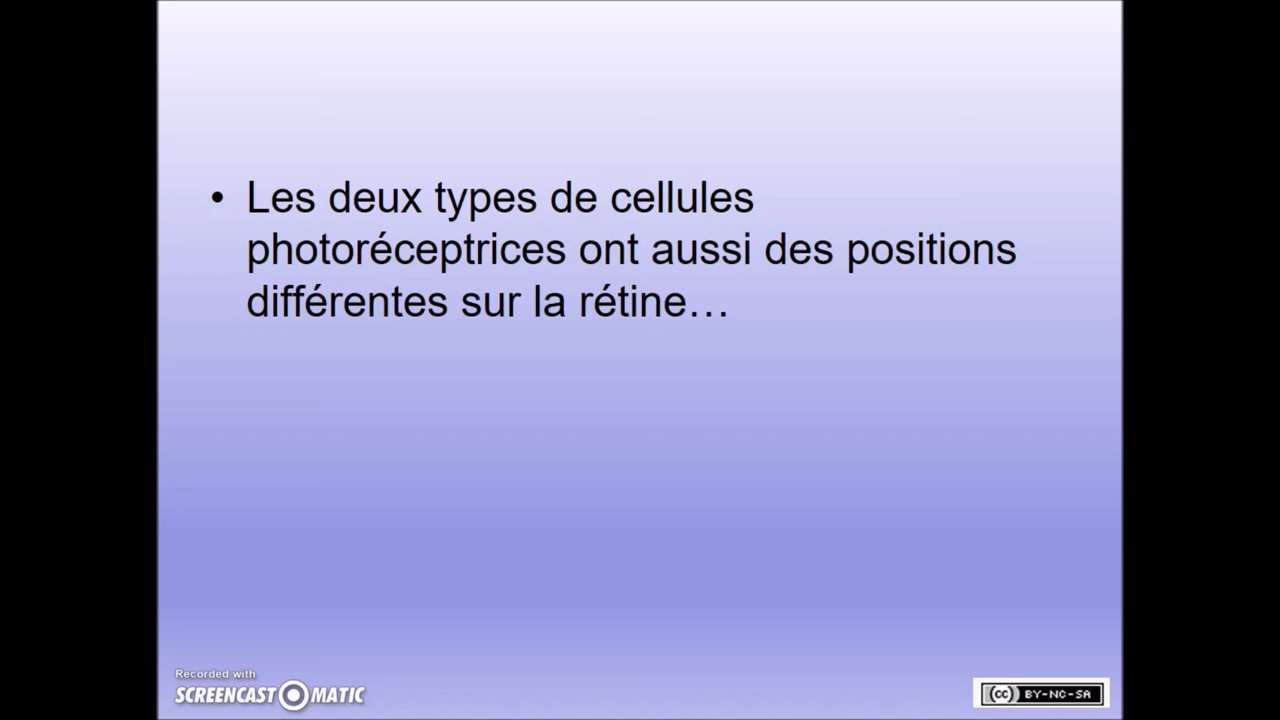 • Les deux types de cellules
photoréceptrices ont aussi des positions
différentes sur la rétine…
Recorded with
SCREENCAST MATIC
cc BY-NC-SA